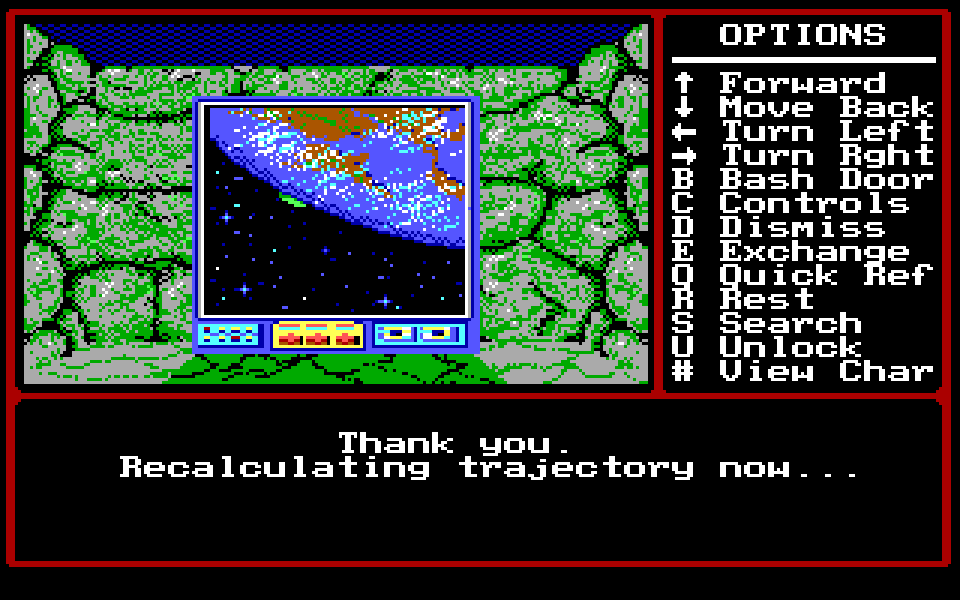 OPTIONS
↑ Forward
↓ Move Back
← Turn Left
→ Turn Rght
B Bash Door
C Controls
D Dismiss
E Exchange
Q Quick Ref
R Rest
S Search
U Unlock
# View Char
Thank you.
Recalculating trajectory now...